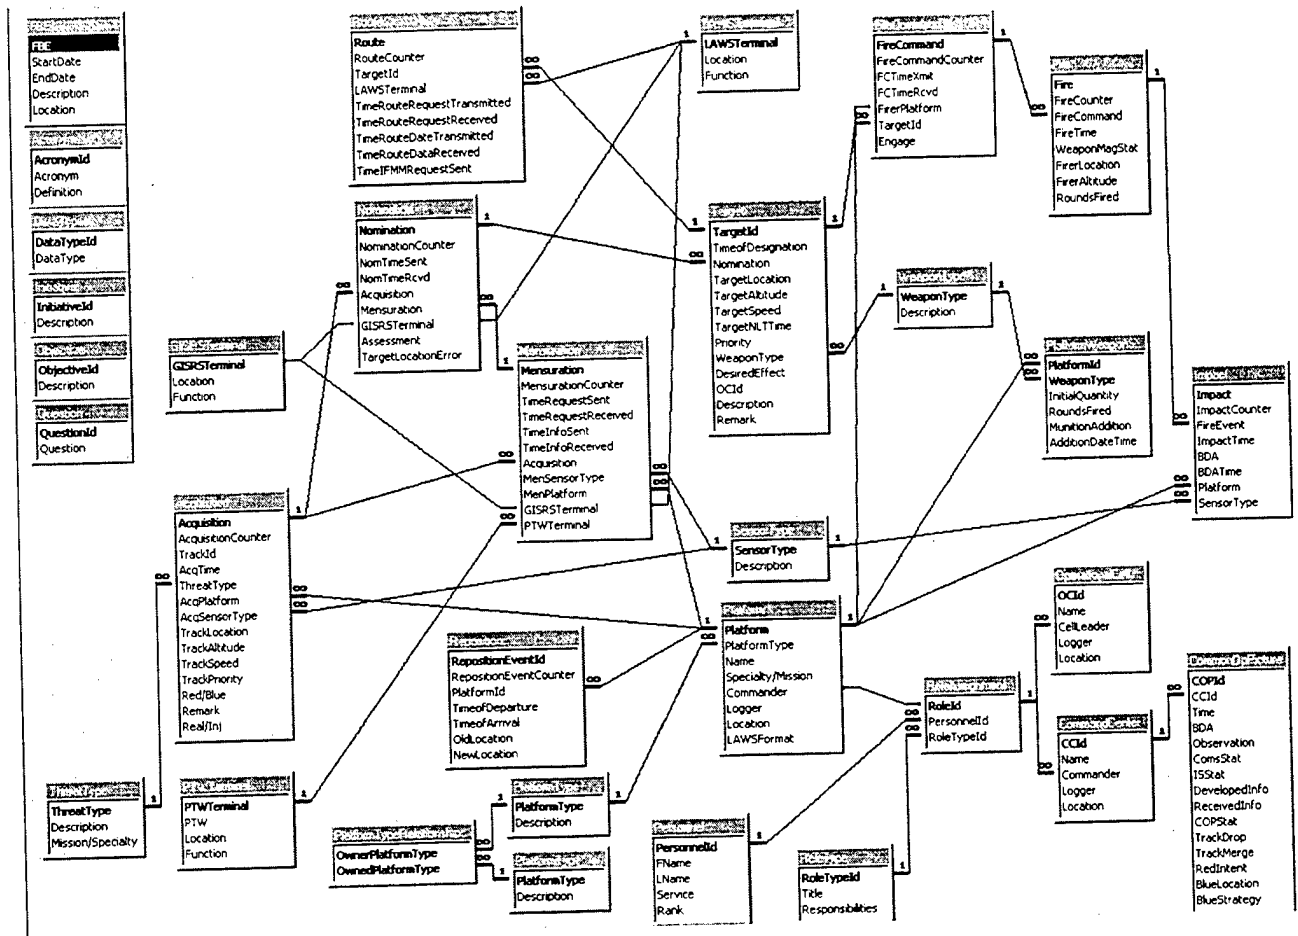 FBE
StartDate
EndDate
Description
Location
AcronymId
Acronym
Definition
DataTypeId
DataType
InitiativeId
Description
ObjectiveId
Description
Question
QuestionId
Question
Route
RouteCounter
TargetId
LAWSTerminal
TimeRouteRequestTransmitted
TimeRouteRequestReceived
TimeRouteDateTransmitted
TimeRouteDataReceived
TimeIFMMRequestSent
LAWSTerminal
Location
Function
FireCommand
FireCommandCounter
FCTimeXmit
FCTimeRcvd
FirerPlatform
TargetId
Engage
Fire
FireCounter
FireCommand
FireTime
WeaponMagStat
FirerLocation
FirerAltitude
RoundsFired
Nomination
NominationCounter
NomTimeSent
NomTimeRcvd
Acquisition
Mensuration
GISRSTerminal
Assessment
TargetLocationError
TargetId
TimeofDesignation
Nomination
TargetLocation
TargetAltitude
TargetSpeed
TargetNLTTime
Priority
WeaponType
DesiredEffect
OCId
Description
Remark
WeaponType
Description
PlatformId
WeaponType
InitialQuantity
RoundsFired
MunitionAddition
AdditionDateTime
Impact
Impact
ImpactCounter
FireEvent
ImpactTime
BDA
BDATime
Platform
SensorType
GISRSTerminal
Location
Function
Mensuration
MensurationCounter
TimeRequestSent
TimeRequestReceived
TimeInfoSent
TimeInfoReceived
Acquisition
MenSensorType
MenPlatform
GISRSTerminal
PTWTerminal
Acquisition
AcquisitionCounter
TrackId
AcqTime
ThreatType
AcqPlatform
AcqSensorType
TrackLocation
TrackAltitude
TrackSpeed
TrackPriority
Red/Blue
Remark
Real/Inj
SensorType
Description
Platform
PlatformType
Name
Specialty/Mission
Commander
Logger
Location
LAWSFormat
RepositionEventId
RepositionEventCounter
PlatformId
TimeofDeparture
TimeofArrival
OldLocation
NewLocation
OCId
Name
CellLeader
Logger
Location
RoleId
PersonnelId
RoleTypeId
CommandCenter
CCId
Name
Commander
Logger
Location
COPId
CCId
Time
BDA
Observation
ComsStat
ISStat
DevelopedInfo
ReceivedInfo
COPStat
TrackDrop
TrackMerge
RedIntent
BlueLocation
BlueStrategy
ThreatType
Description
Mission/Specialty
PTWTerminal
PTW
Location
Function
OwnerPlatformType
OwnedPlatformType
PlatformType
Description
PlatformType
Description
PersonnelId
FName
LName
Service
Rank
RoleTypeId
Title
Responsibilities